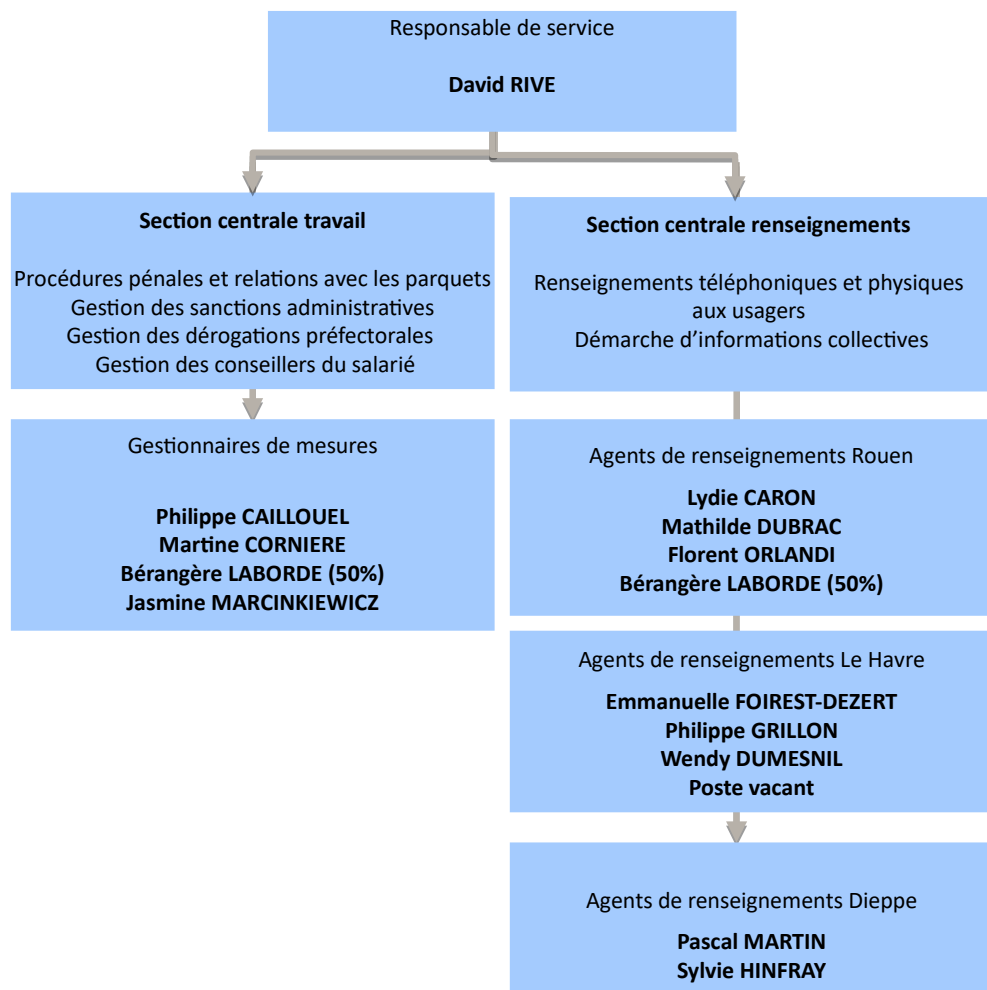 Responsable de service
David RIVE
Section centrale travail
Procédures pénales et relations avec les parquets
Gestion des sanctions administratives
Gestion des dérogations préfectorales
Gestion des conseillers du salarié
Gestionnaires de mesures
Philippe CAILLOUEL
Martine CORNIERE
Bérangère LABORDE (50%)
Jasmine MARCINKIEWICZ
Section centrale renseignements
Renseignements téléphoniques et physiques
aux usagers
Démarche d’informations collectives
Agents de renseignements Rouen
Lydie CARON
Mathilde DUBRAC
Florent ORLANDI
Bérangère LABORDE (50%)
Agents de renseignements Le Havre
Emmanuelle FOIREST-DEZERT
Philippe GRILLON
Wendy DUMESNIL
Poste vacant
Agents de renseignements Dieppe
Pascal MARTIN
Sylvie HINFRAY